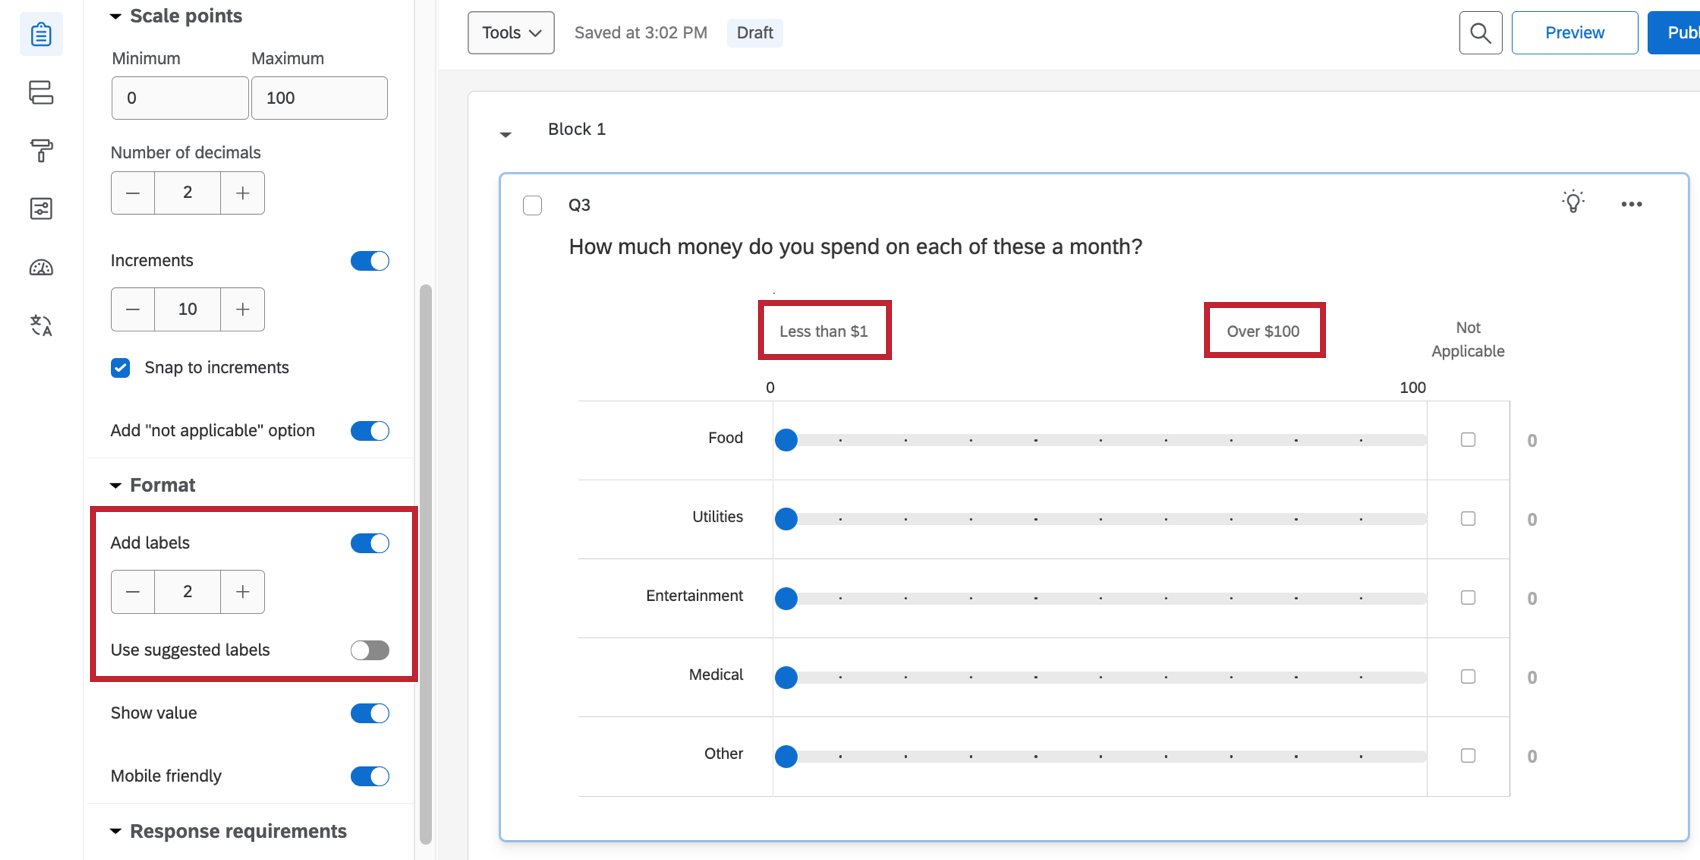 Scale points
Minimum Maximum
0 100
Number of decimals
2
Increments
10
Snap to increments
Add "not applicable" option
Format
Add labels
2
Use suggested labels
Show value
Mobile friendly
Response requirements
Tools Saved at 3:02 PM Draft Preview Publ
Block 1
Q3
How much money do you spend on each of these a month?
Less than $1 Over $100 Not
Applicable
0 100
Food 0
Utilities 0
Entertainment 0
Medical 0
Other 0